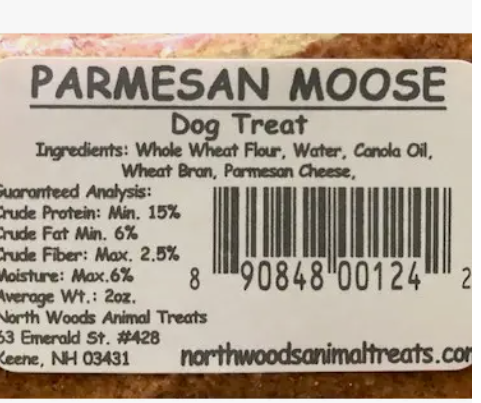 PARMESAN MOOSE
Dog Treat
Ingredients: Whole Wheat Flour, Water, Canola Oil,
Wheat Bran, Parmesan Cheese,
Guaranteed Analysis:
Crude Protein: Min. 15%
Crude Fat Min. 6%
Crude Fiber: Max. 2.5%
Moisture: Max.6%
Average Wt.: 2oz.
North Woods Animal Treats
63 Emerald St. #428
Keene, NH 03431
8 90848 00124 2
northwoodsanimaltreats.com